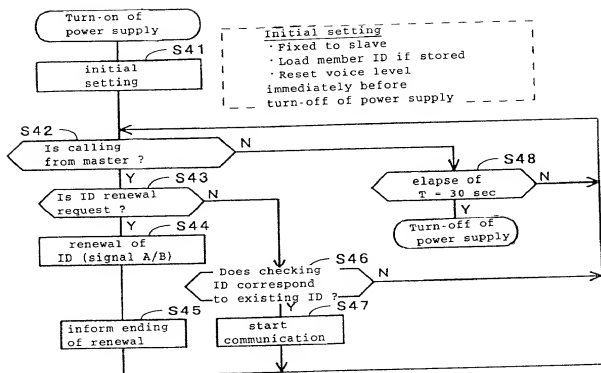 Turn-on of
power supply
S41
initial
setting
Initial setting
· Fixed to slave
· Load member ID if stored
· Reset voice level
immediately before
turn-off of power supply
S42
Is calling
from master ?
N
Y
S43
Is ID renewal
request ?
N
Y
S44
renewal of
ID (signal A/B)
S48
elapse of
T = 30 sec
N
Y
Turn-off of
power supply
S46
Does checking
ID correspond
to existing ID ?
N
Y
S47
start
communication
S45
inform ending
of renewal